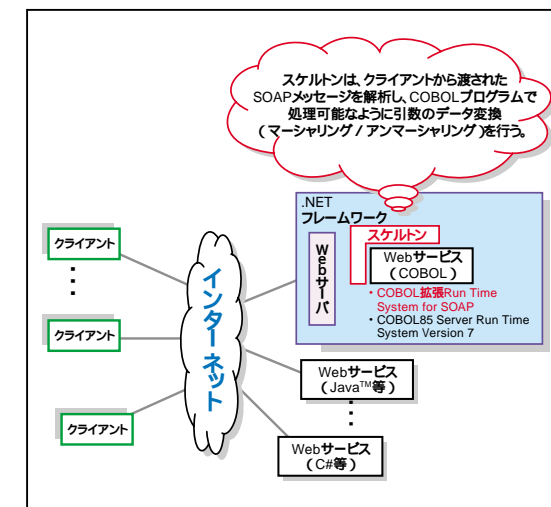 スケルトンは、クライアントから渡された
SOAPメッセージを解析し、COBOLプログラムで
処理可能なように引数のデータ変換
(マーシャリング/アンマーシャリング)を行う。
.NET
フレームワーク
スケルトン
Webサーバ
Webサービス
(COBOL)
・COBOL拡張Run Time
System for SOAP
・COBOL85 Server Run Time
System Version 7
クライアント
クライアント
クライアント
インターネット
Webサービス
(Java™等)
Webサービス
(C#等)